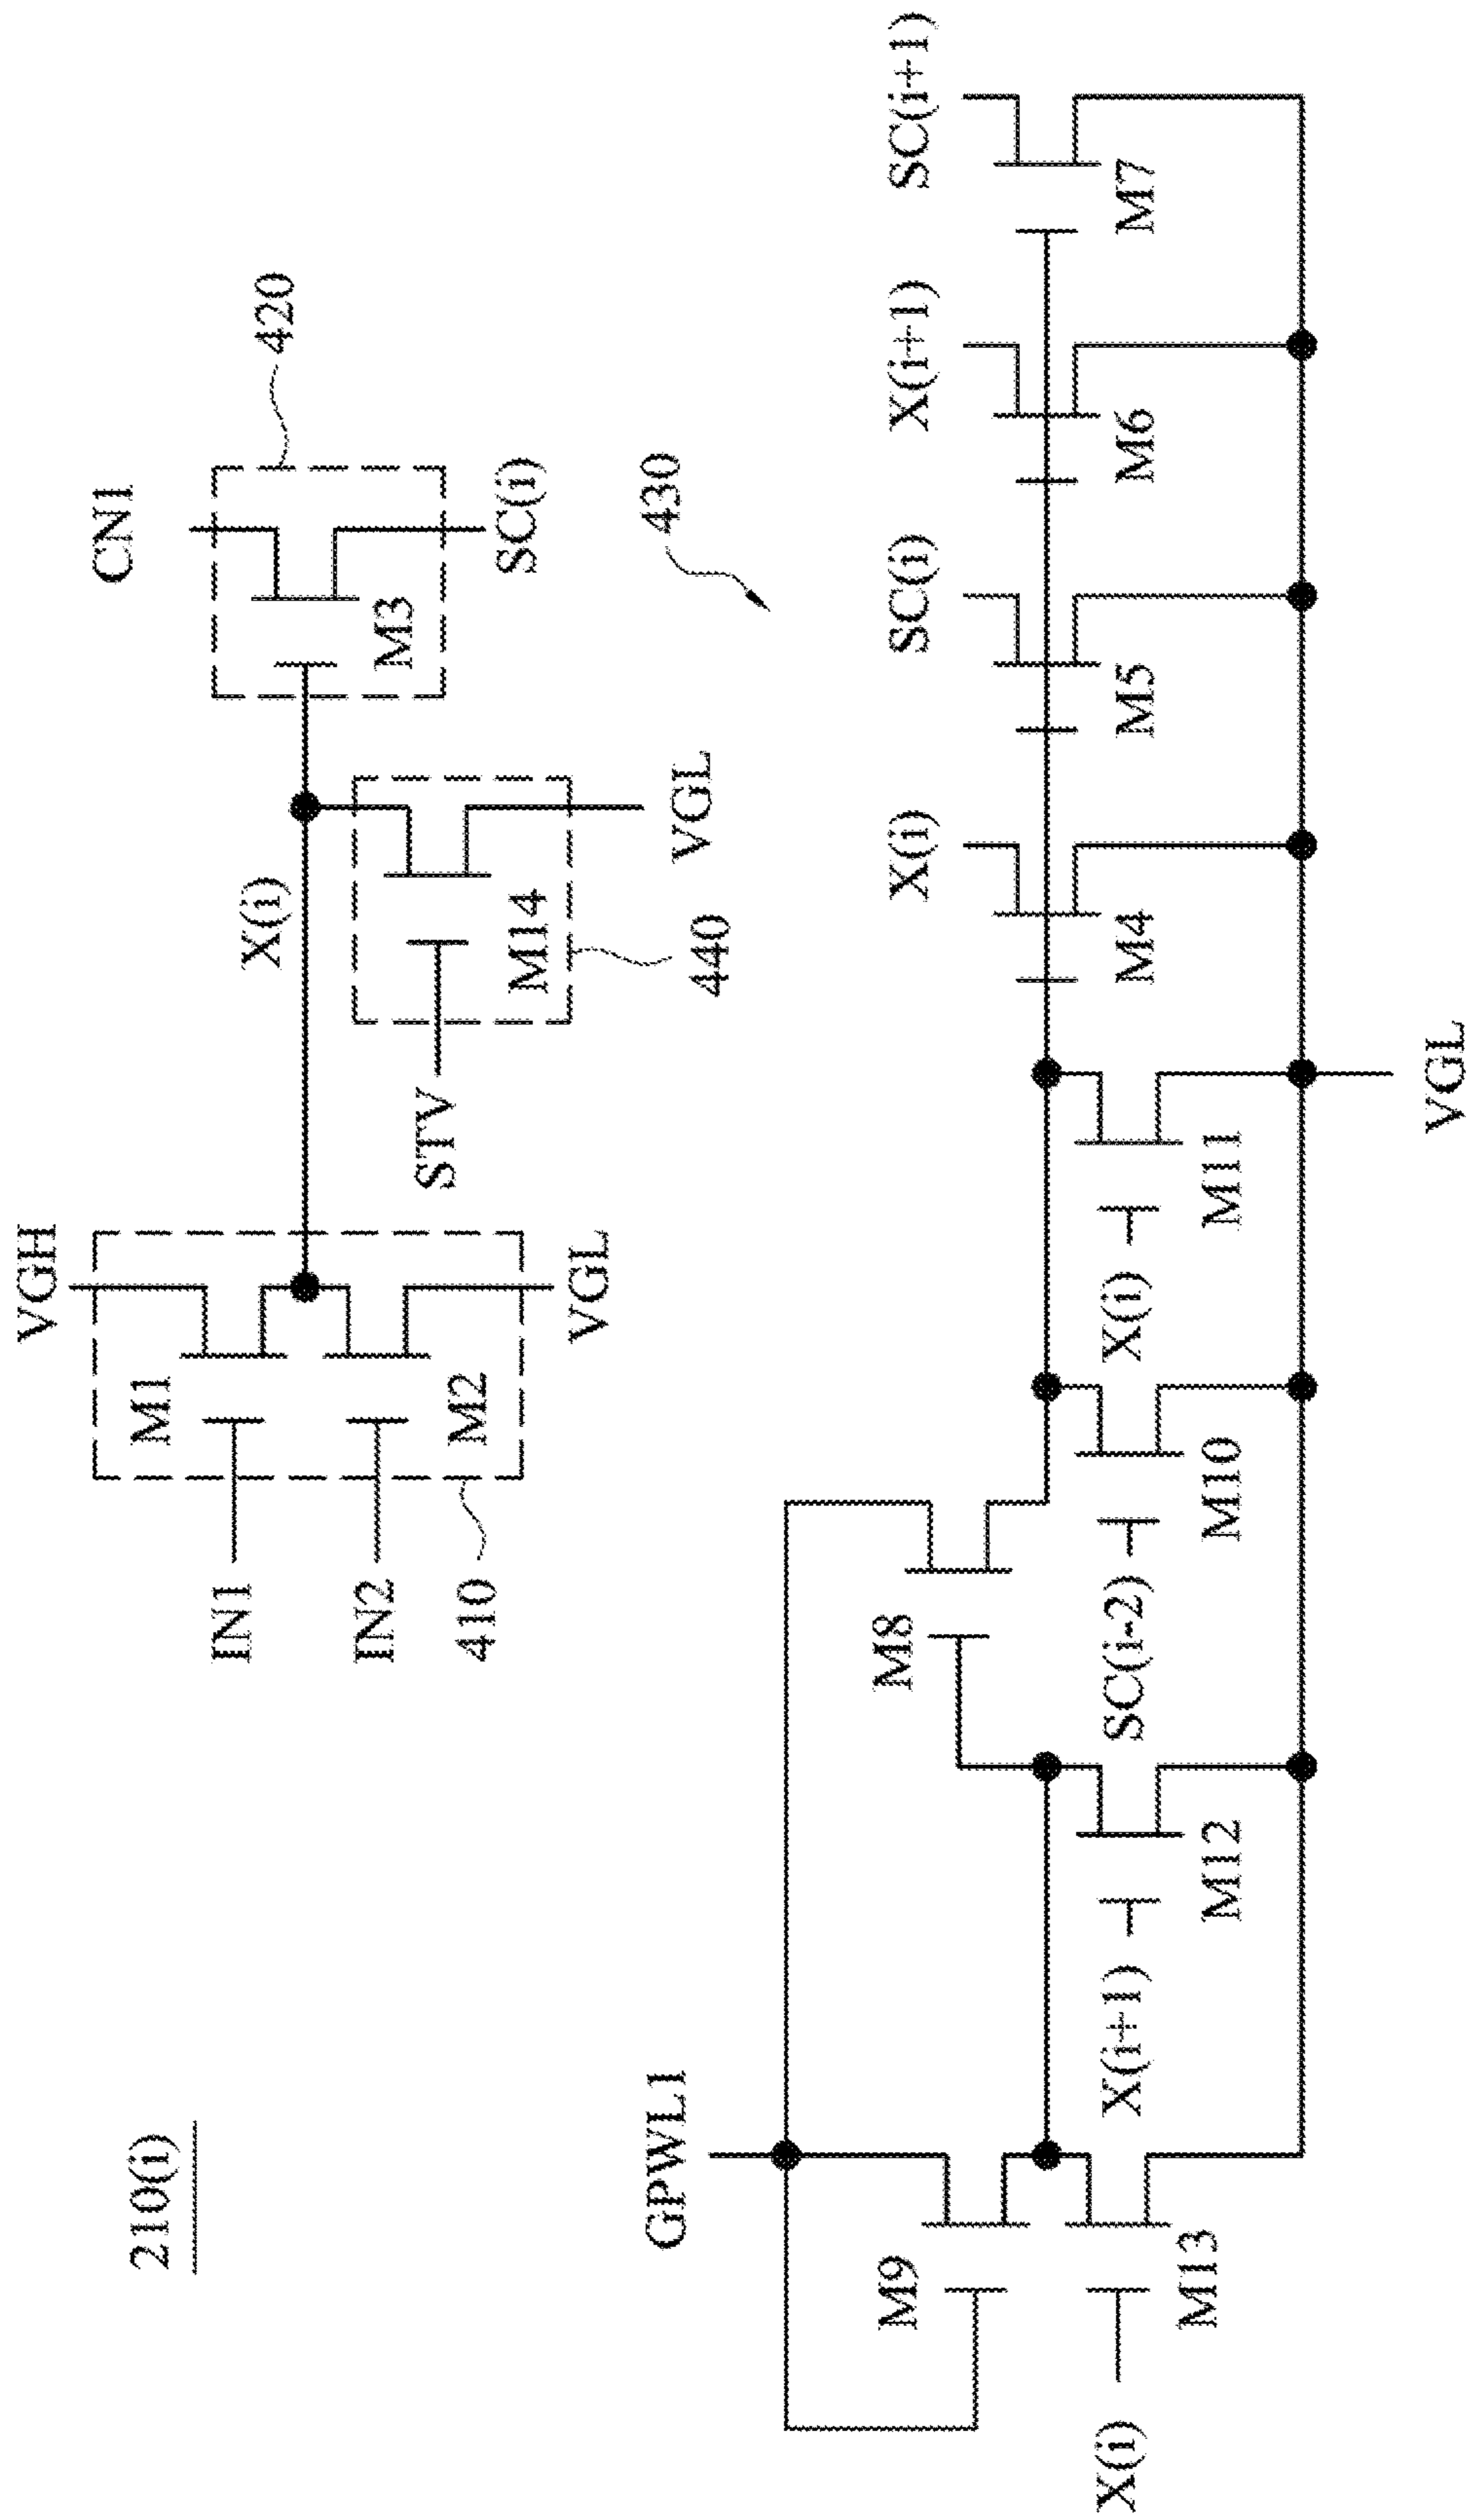 210(i)
VGH
IN1
M1
IN2
M2
410
VGL
X(i)
STV
M14
440
VGL
CN1
420
M3
SC(i)
430
GPWL1
M9
X(i)
M13
X(i+1)
M12
M8
SC(i-2)
M10
X(i)
M11
VGL
X(i)
M4
SC(i)
M5
X(i+1)
M6
SC(i+1)
M7